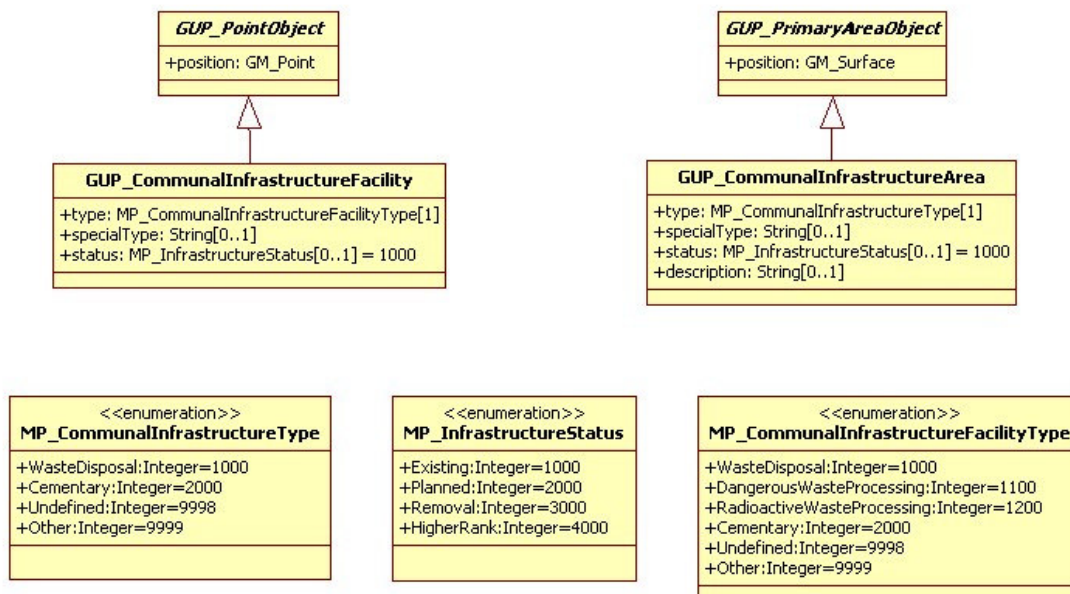 GUP_PointObject
+position: GM_Point
GUP_PrimaryAreaObject
+position: GM_Surface
GUP_CommunalInfrastructureFacility
+type: MP_CommunalInfrastructureFacilityType[1]
+specialType: String[0..1]
+status: MP_InfrastructureStatus[0..1] = 1000
GUP_CommunalInfrastructureArea
+type: MP_CommunalInfrastructureType[1]
+specialType: String[0..1]
+status: MP_InfrastructureStatus[0..1] = 1000
+description: String[0..1]
<<enumeration>>
MP_CommunalInfrastructureType
+WasteDisposal:Integer=1000
+Cementary:Integer=2000
+Undefined:Integer=9998
+Other:Integer=9999
<<enumeration>>
MP_InfrastructureStatus
+Existing:Integer=1000
+Planned:Integer=2000
+Removal:Integer=3000
+HigherRank:Integer=4000
<<enumeration>>
MP_CommunalInfrastructureFacilityType
+WasteDisposal:Integer=1000
+DangerousWasteProcessing:Integer=1100
+RadioactiveWasteProcessing:Integer=1200
+Cementary:Integer=2000
+Undefined:Integer=9998
+Other:Integer=9999